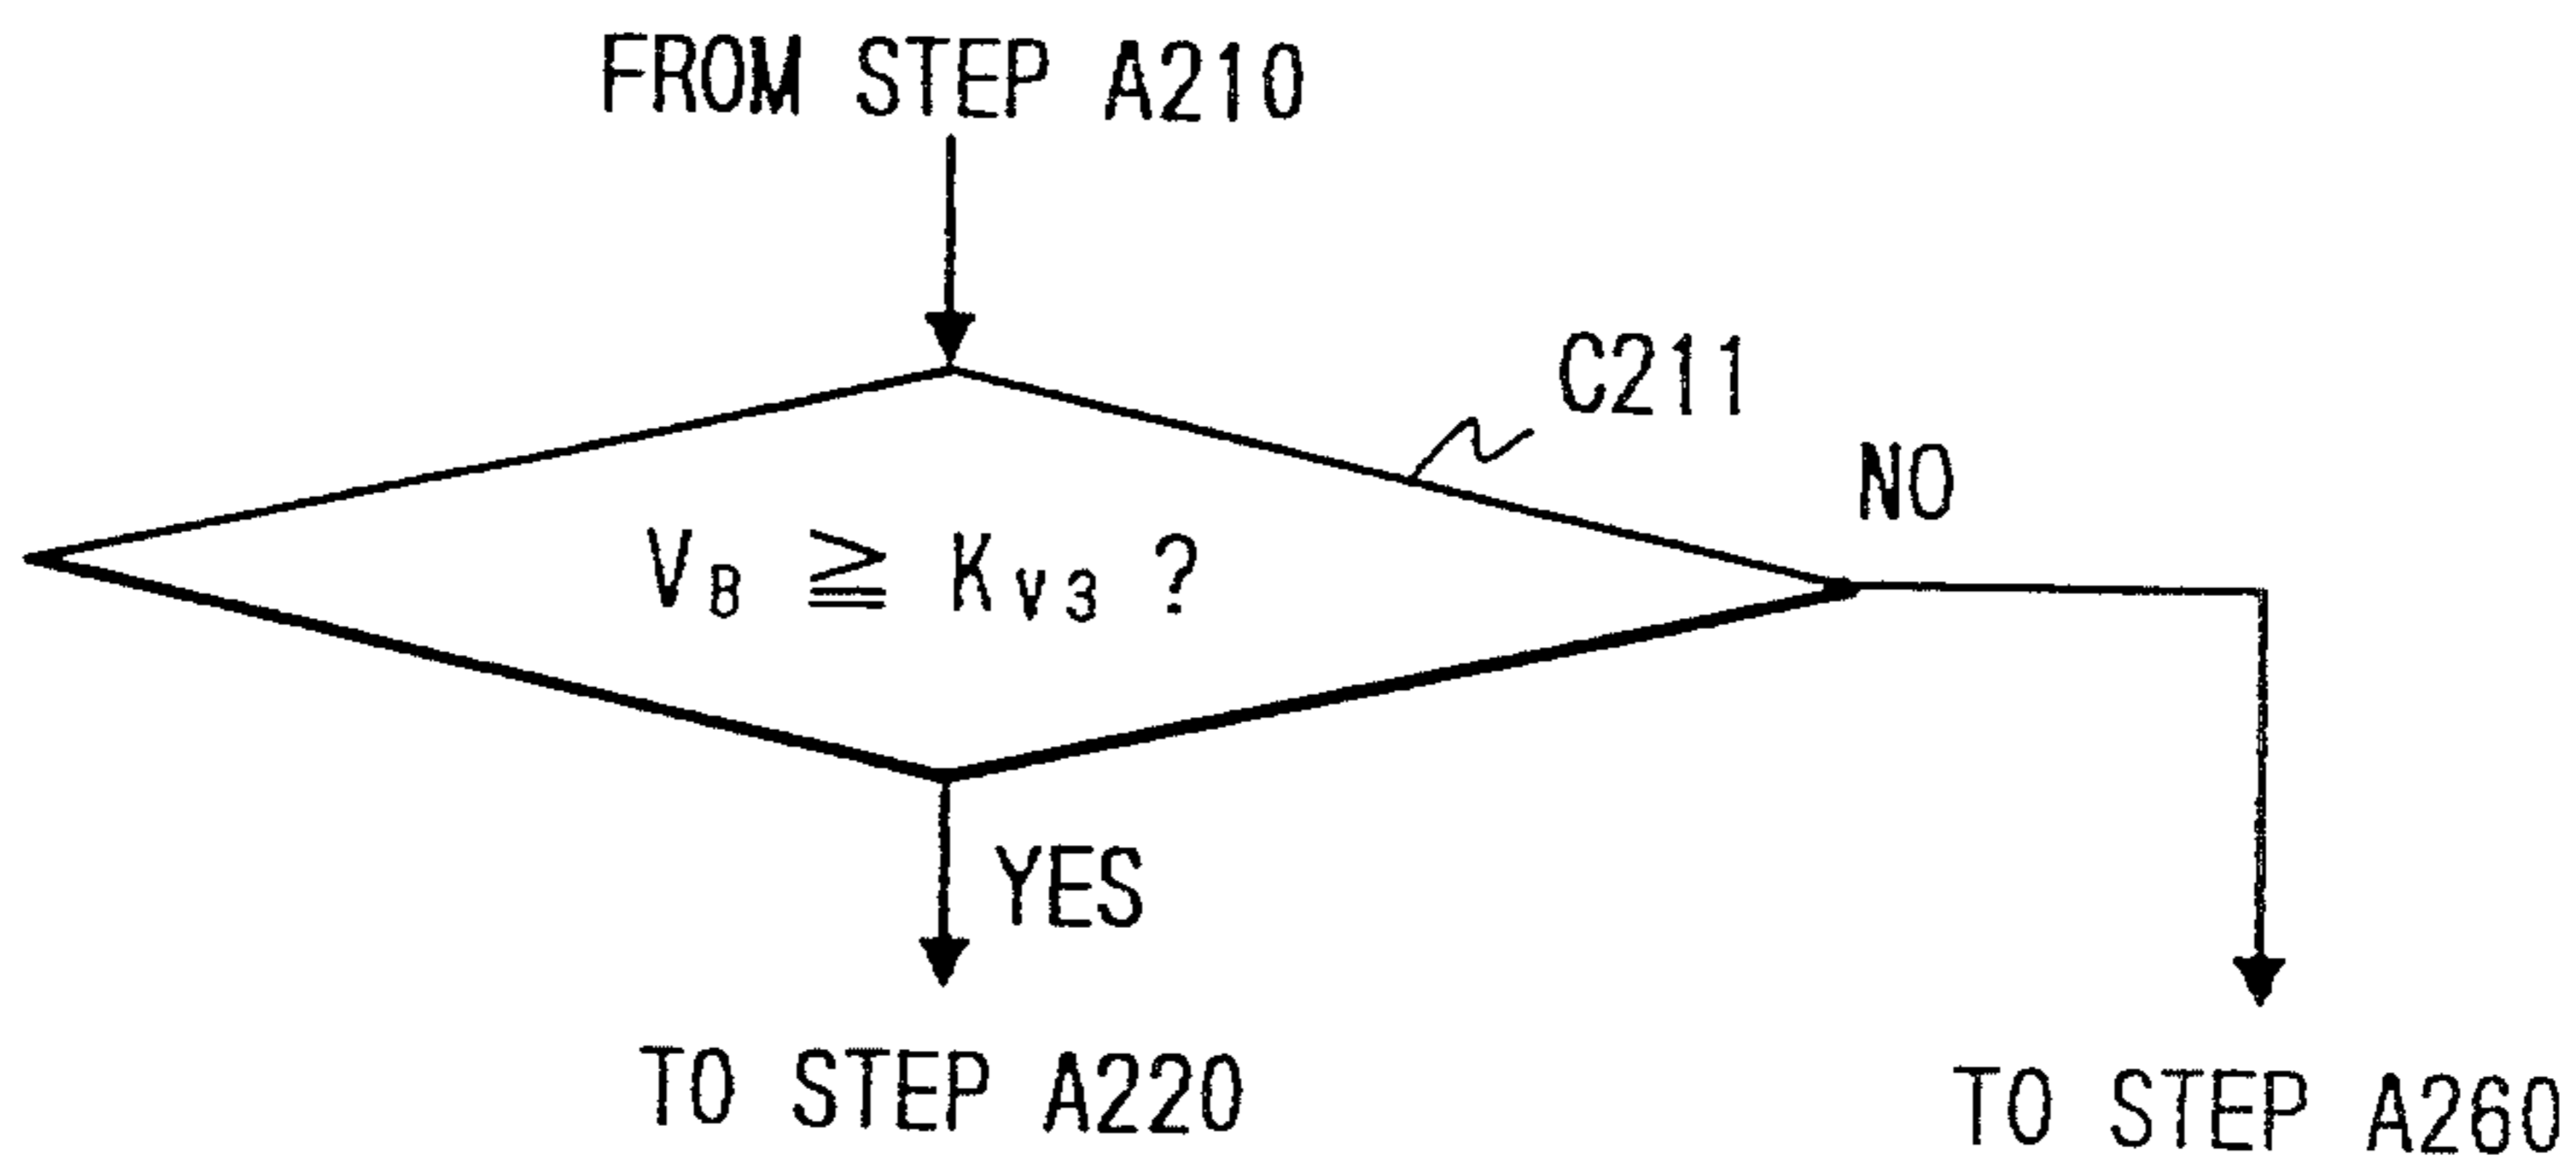 FROM STEP A210
C211
NO
V_B ≧ K_V3 ?
YES
TO STEP A220
TO STEP A260